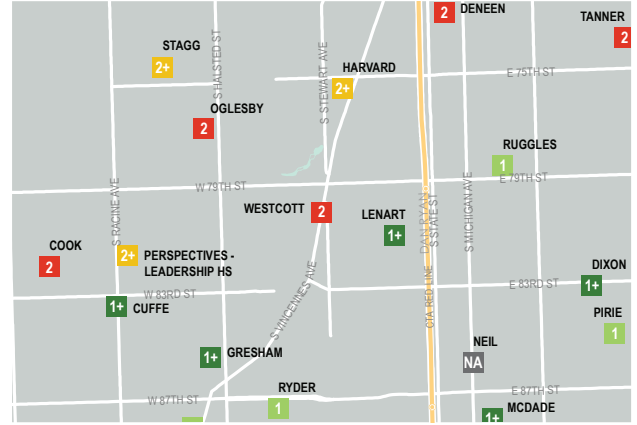 DENEEN
2
TANNER
2
STAGG
2+
S HALSTED ST
S STEWART AVE
HARVARD
2+
E 75TH ST
OGLESBY
2
RUGGLES
1
W 79TH ST
E 79TH ST
S RACINE AVE
WESTCOTT
2
LENART
1+
DAN RYAN
S STATE ST
S MICHIGAN AVE
COOK
2
2+
PERSPECTIVES -
LEADERSHIP HS
DIXON
1+
W 83RD ST
E 83RD ST
1+
CUFFE
S VINCENNES AVE
CTA RED LINE
PIRIE
1
1+
GRESHAM
NEIL
NA
RYDER
1
W 87TH ST
E 87TH ST
1+
MCDADE